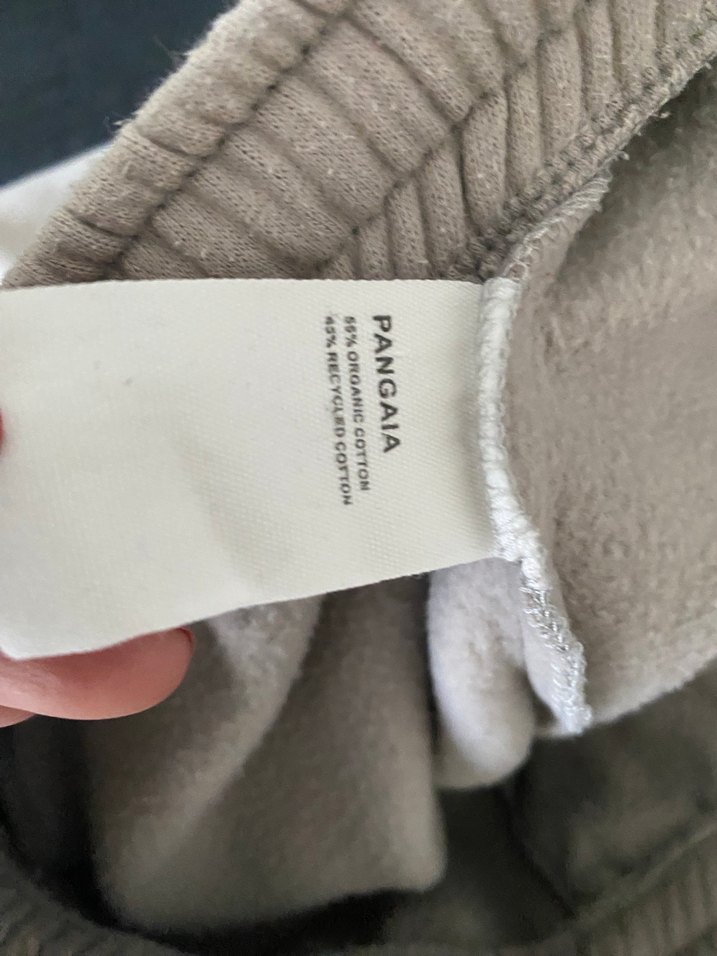 PANGAIA
55% ORGANIC COTTON
45% RECYCLED COTTON